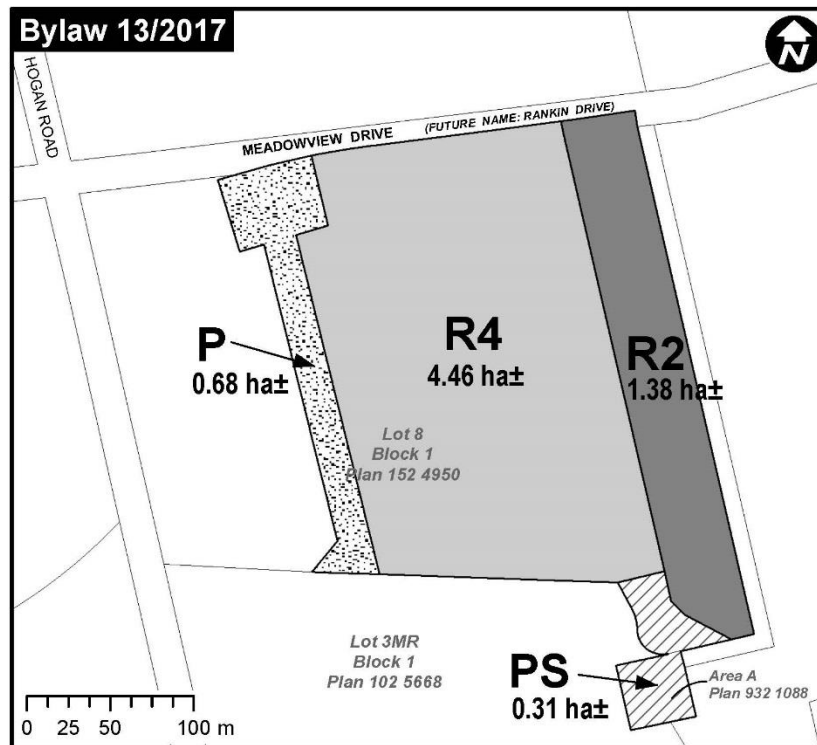 Bylaw 13/2017
N
HOGAN ROAD
MEADOWVIEW DRIVE (FUTURE NAME: RANKIN DRIVE)
P
0.68 ha±
R4
4.46 ha±
R2
1.38 ha±
Lot 8
Block 1
Plan 152 4950
Lot 3MR
Block 1
Plan 102 5668
PS
0.31 ha±
Area A
Plan 932 1088
0 25 50 100 m